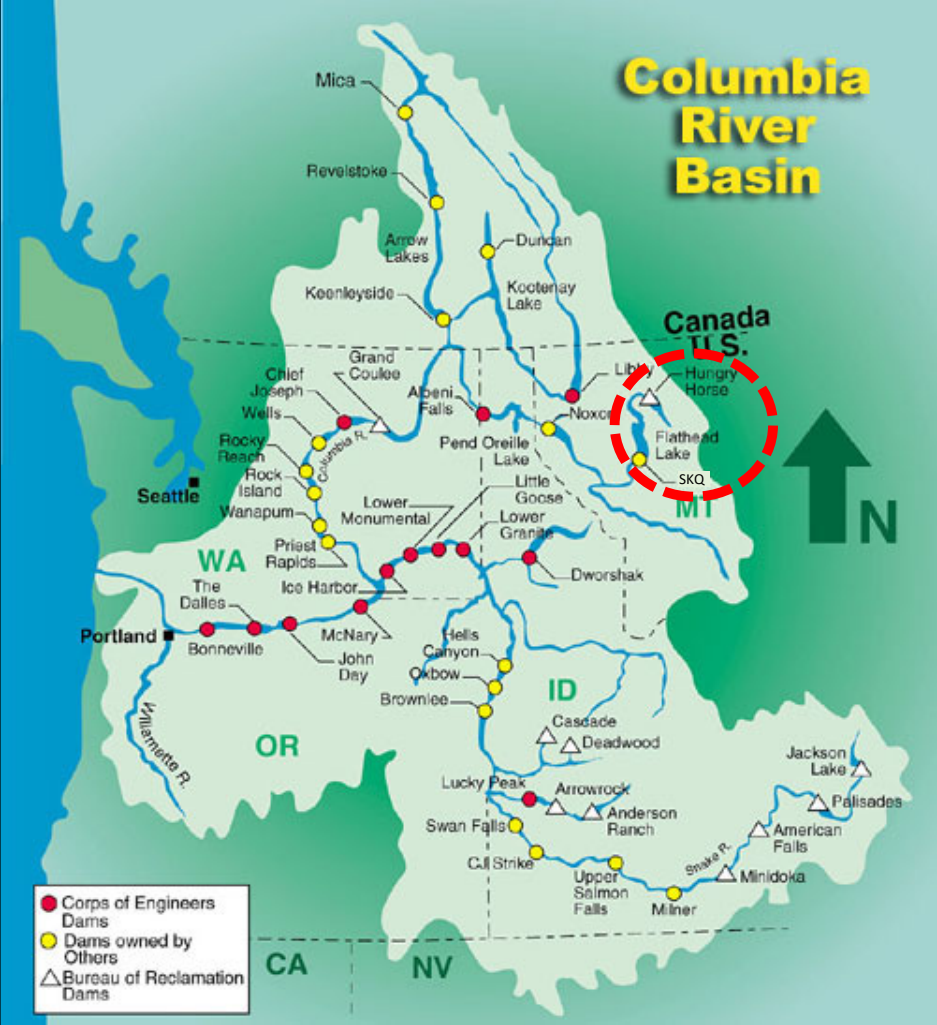 Columbia
River
Basin
Mica
Revelstoke
Arrow
Lakes
Duncan
Keenleyside
Kootenay
Lake
Canada
U.S.
Grand
Coulee
Chief
Joseph
Albeni
Falls
Libby
Hungry
Horse
Wells
Columbia R.
Noxon
Rocky
Reach
Pend Oreille
Lake
Flathead
Lake
Rock
Island
SKQ
Seattle
Little
Goose
Lower
Monumental
Wanapum
Lower
Granite
MT
N
Priest
Rapids
WA
Ice Harbor
Dworshak
The
Dalles
Portland
Bonneville
McNary
John
Day
Hells
Canyon
Oxbow
Brownlee
ID
Willamette R.
OR
Cascade
Deadwood
Jackson
Lake
Lucky Peak
Arrowrock
Anderson
Ranch
Palisades
Swan Falls
American
Falls
CJ Strike
Snake R.
Upper
Salmon
Falls
Minidoka
Milner
Corps of Engineers
Dams
Dams owned by
Others
Bureau of Reclamation
Dams
CA
NV